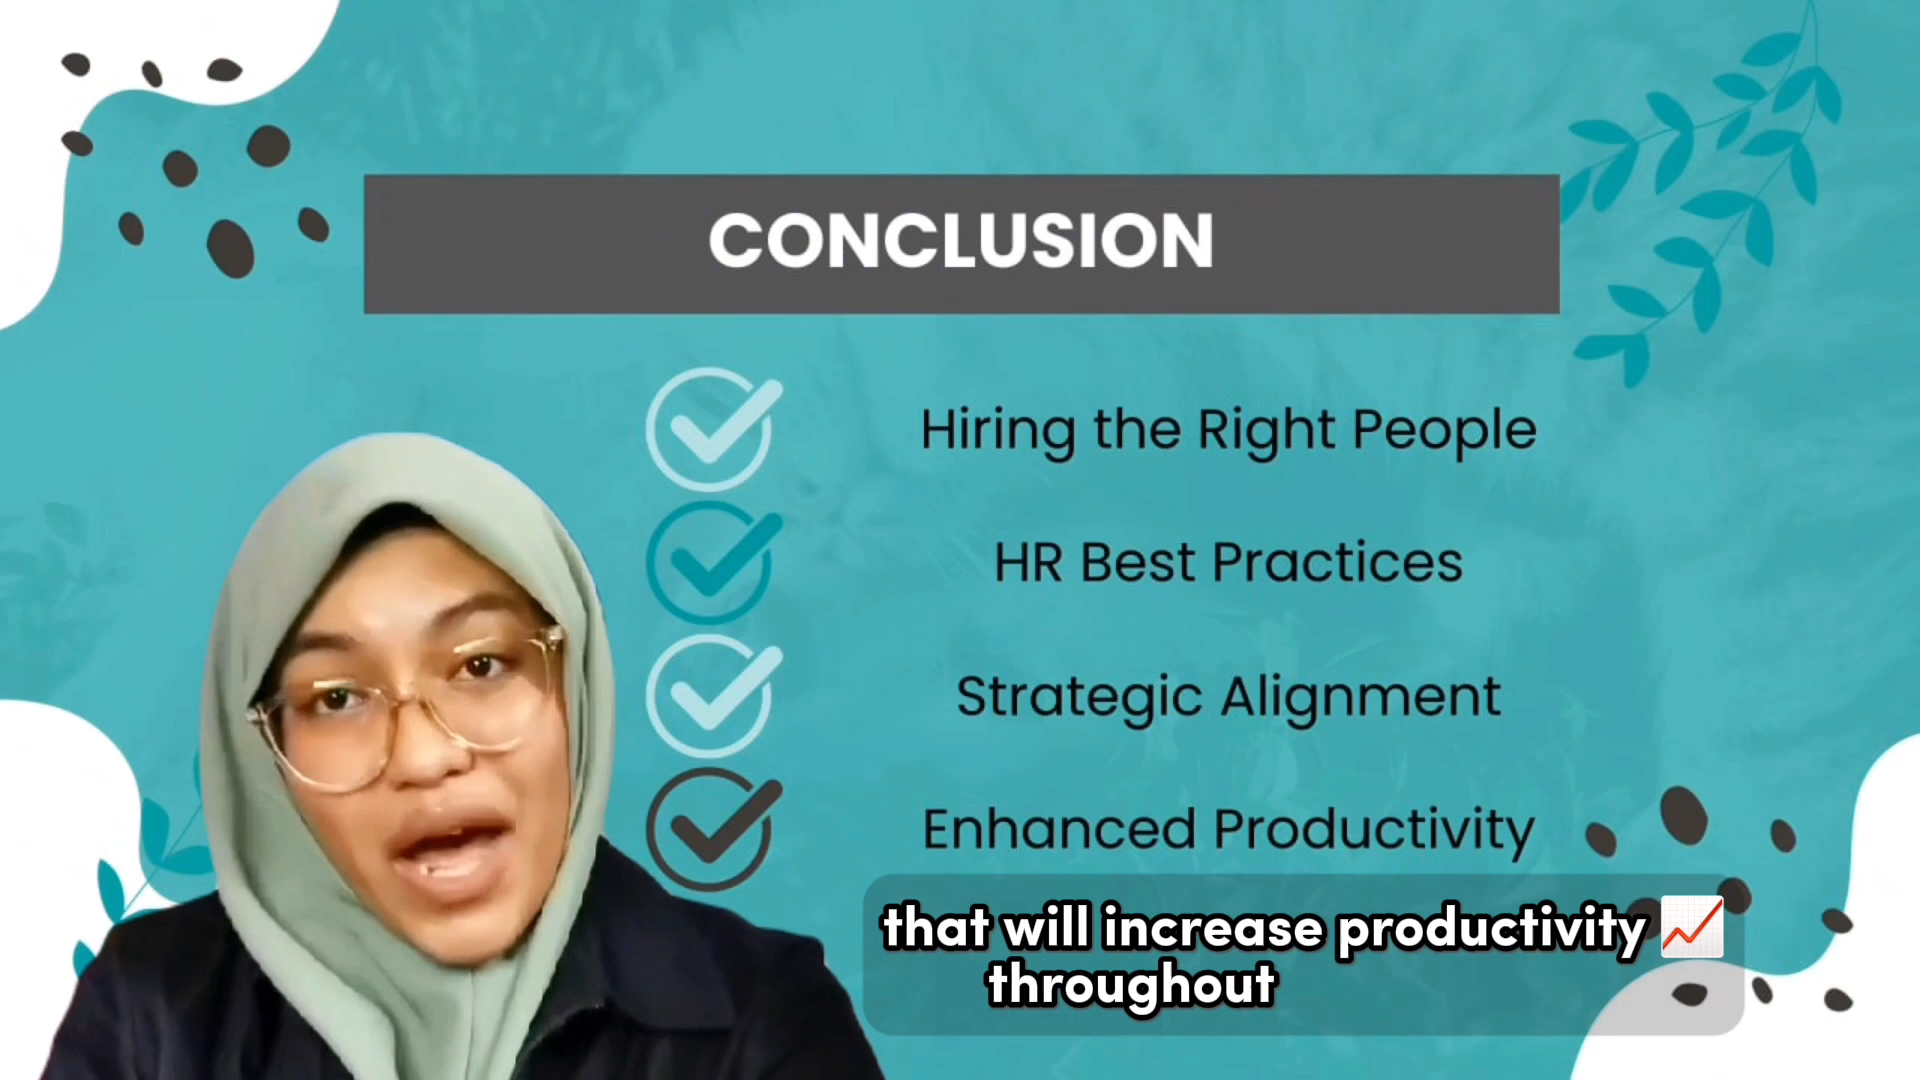 CONCLUSION
Hiring the Right People
HR Best Practices
Strategic Alignment
Enhanced Productivity
that will increase productivity 📈
throughout